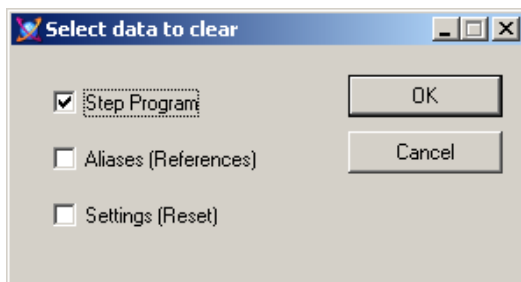 Select data to clear
Step Program
OK
Aliases (References)
Cancel
Settings (Reset)